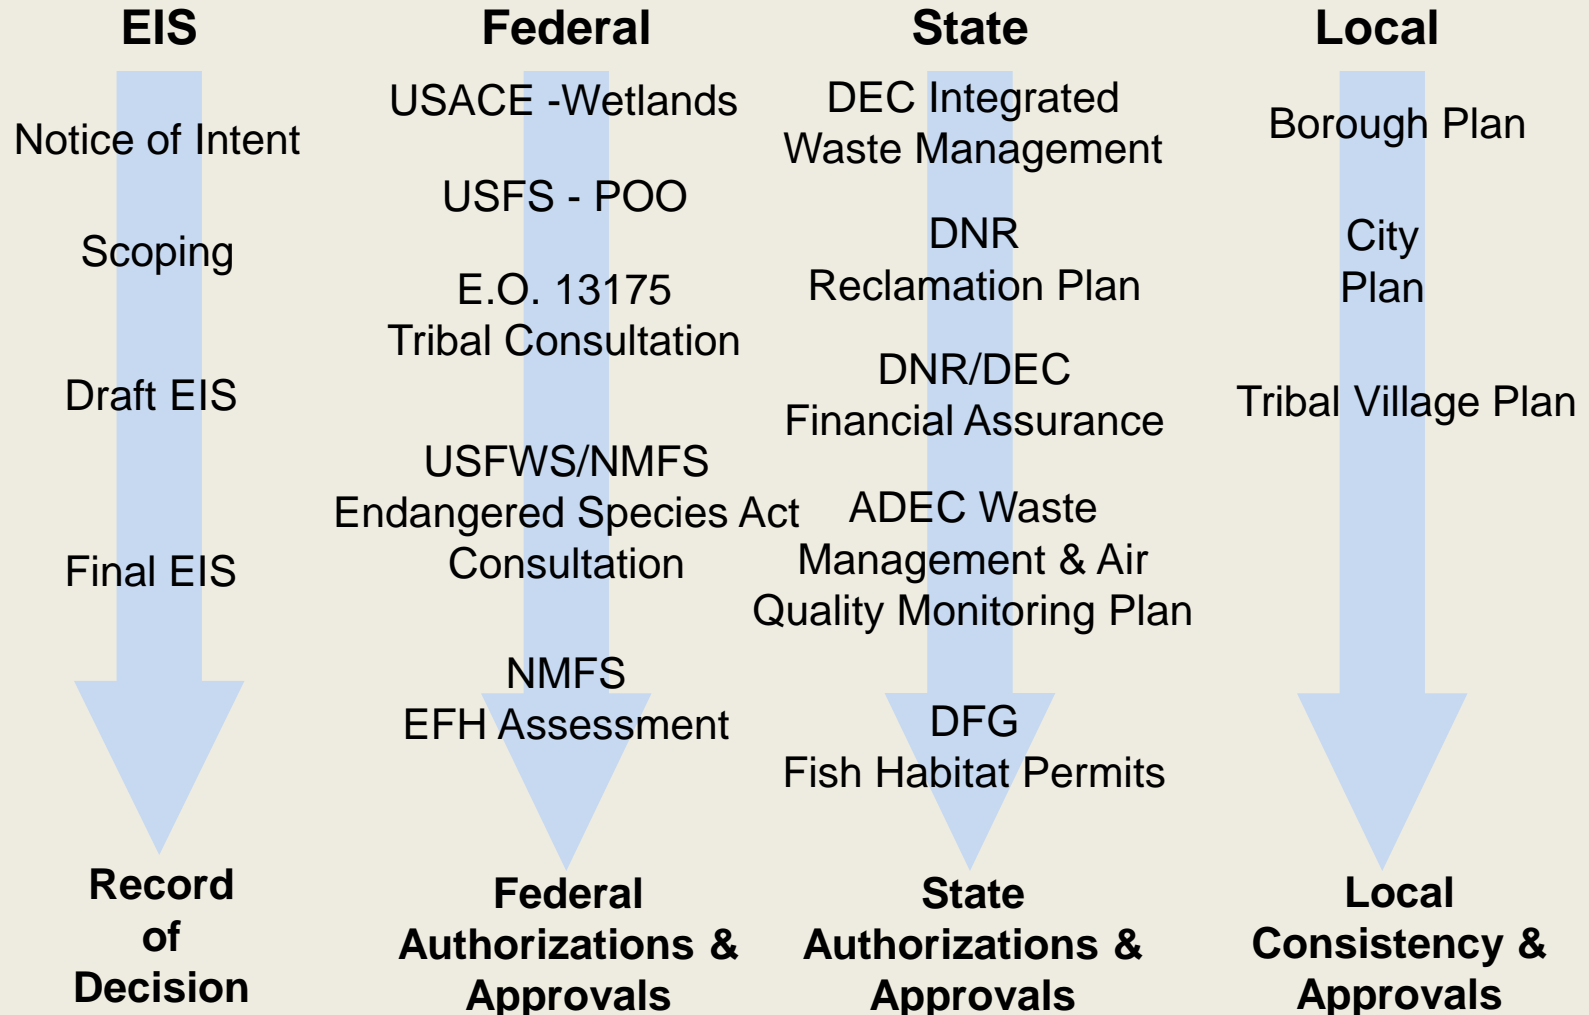 EIS
Notice of Intent
Scoping
Draft EIS
Final EIS
Record
of
Decision
Federal
USACE -Wetlands
USFS - POO
E.O. 13175
Tribal Consultation
USFWS/NMFS
Endangered Species Act
Consultation
NMFS
EFH Assessment
Federal
Authorizations &
Approvals
State
DEC Integrated
Waste Management
DNR
Reclamation Plan
DNR/DEC
Financial Assurance
ADEC Waste
Management & Air
Quality Monitoring Plan
DFG
Fish Habitat Permits
State
Authorizations &
Approvals
Local
Borough Plan
City
Plan
Tribal Village Plan
Local
Consistency &
Approvals